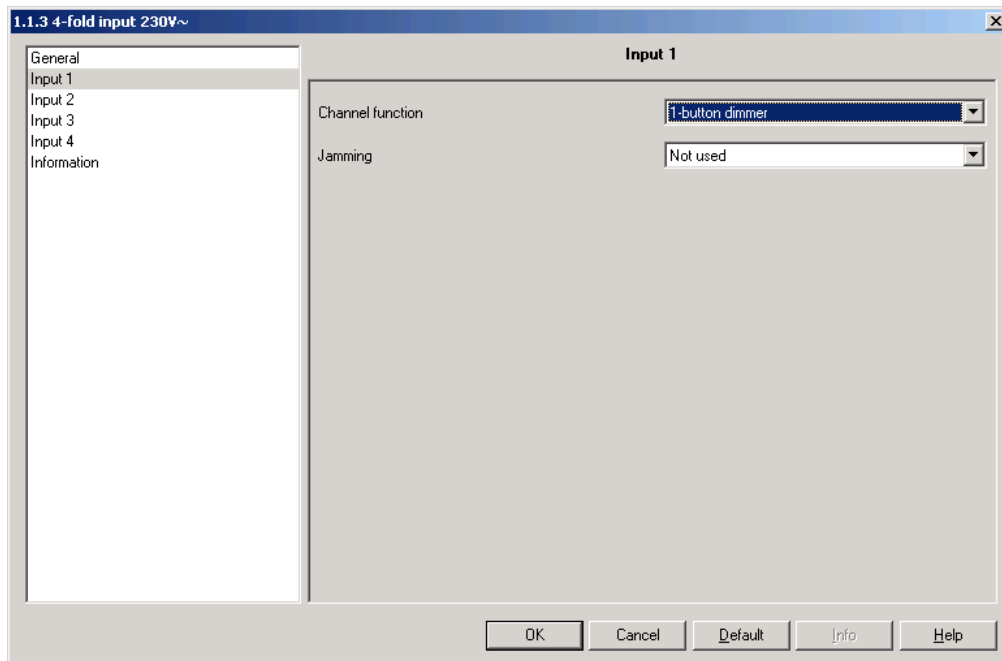 1.1.3 4-fold input 230V~
General
Input 1
Input 2
Input 3
Input 4
Information
Input 1
Channel function 1-button dimmer
Jamming Not used
OK Cancel Default Info Help